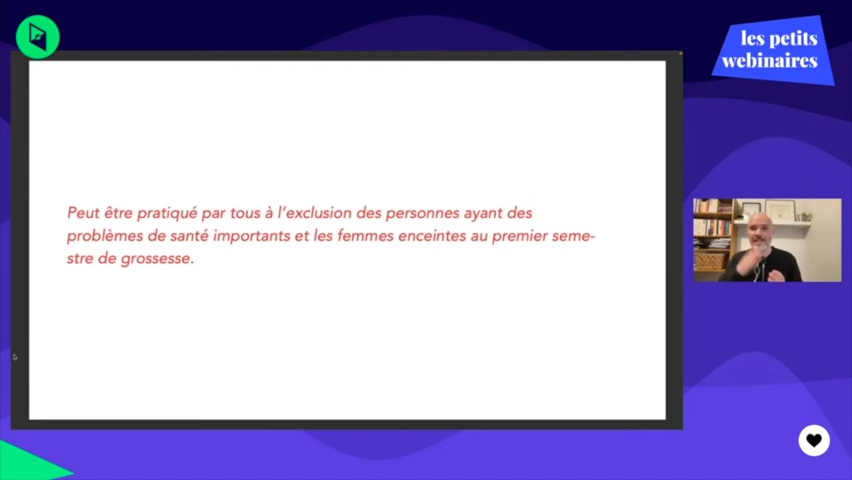 les petits
webinaires
Peut être pratiqué par tous à l'exclusion des personnes ayant des
problèmes de santé importants et les femmes enceintes au premier seme-
stre de grossesse.